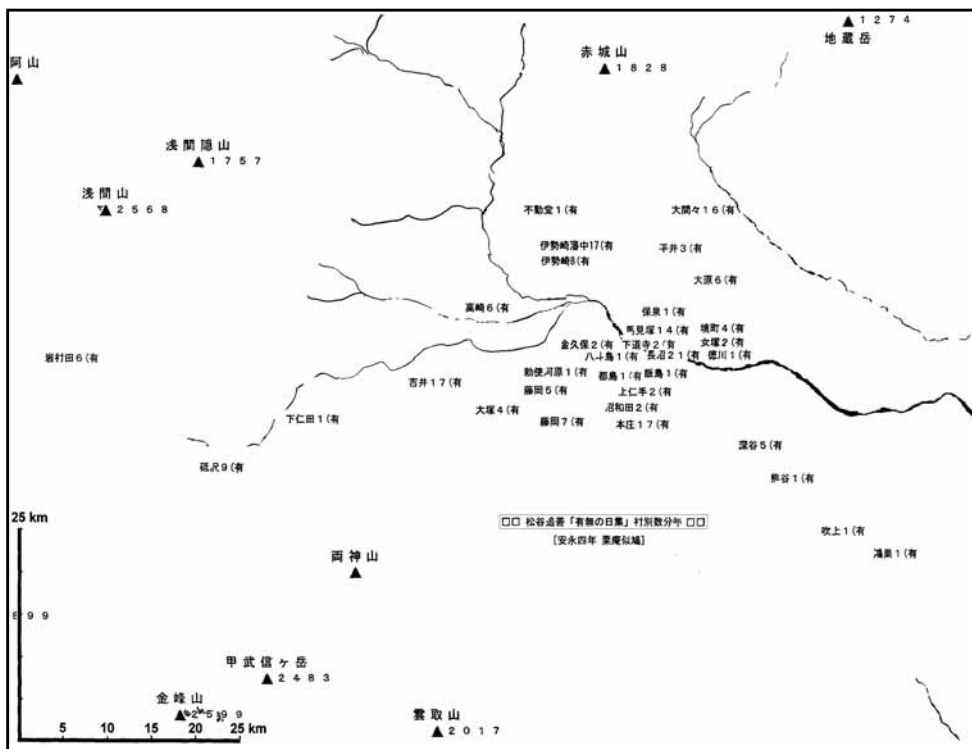 １２７４
地蔵岳
赤城山
１８２８
阿山
浅間隠山
１７５７
浅間山
２５６８
不動堂１(有
大間々１６(有
伊勢崎藩中17(有
伊勢崎8(有
平井３(有
大原６(有
高崎６(有
保泉１(有
馬見塚１４(有
境町４(有
金久保２(有
下道寺２(有
女塚２(有
岩村田６(有
八斗島１(有
長沼２１(有
徳川１(有
勅使河原１(有
都島１(有
飯島１(有
吉井１７(有
藤岡５(有
上仁手２(有
大塚４(有
沼和田２(有
下仁田１(有
藤岡７(有
本庄１７(有
深谷５(有
砥沢９(有
熊谷１(有
25 km
□□ 松谷追善「有無の日集」村別数分布 □□
[安永四年 栗庵似鳩]
吹上１(有
鴻巣１(有
両神山
甲武信ヶ岳
２４８３
金峰山
雲取山
２０１７
5 10 15 20 25 km